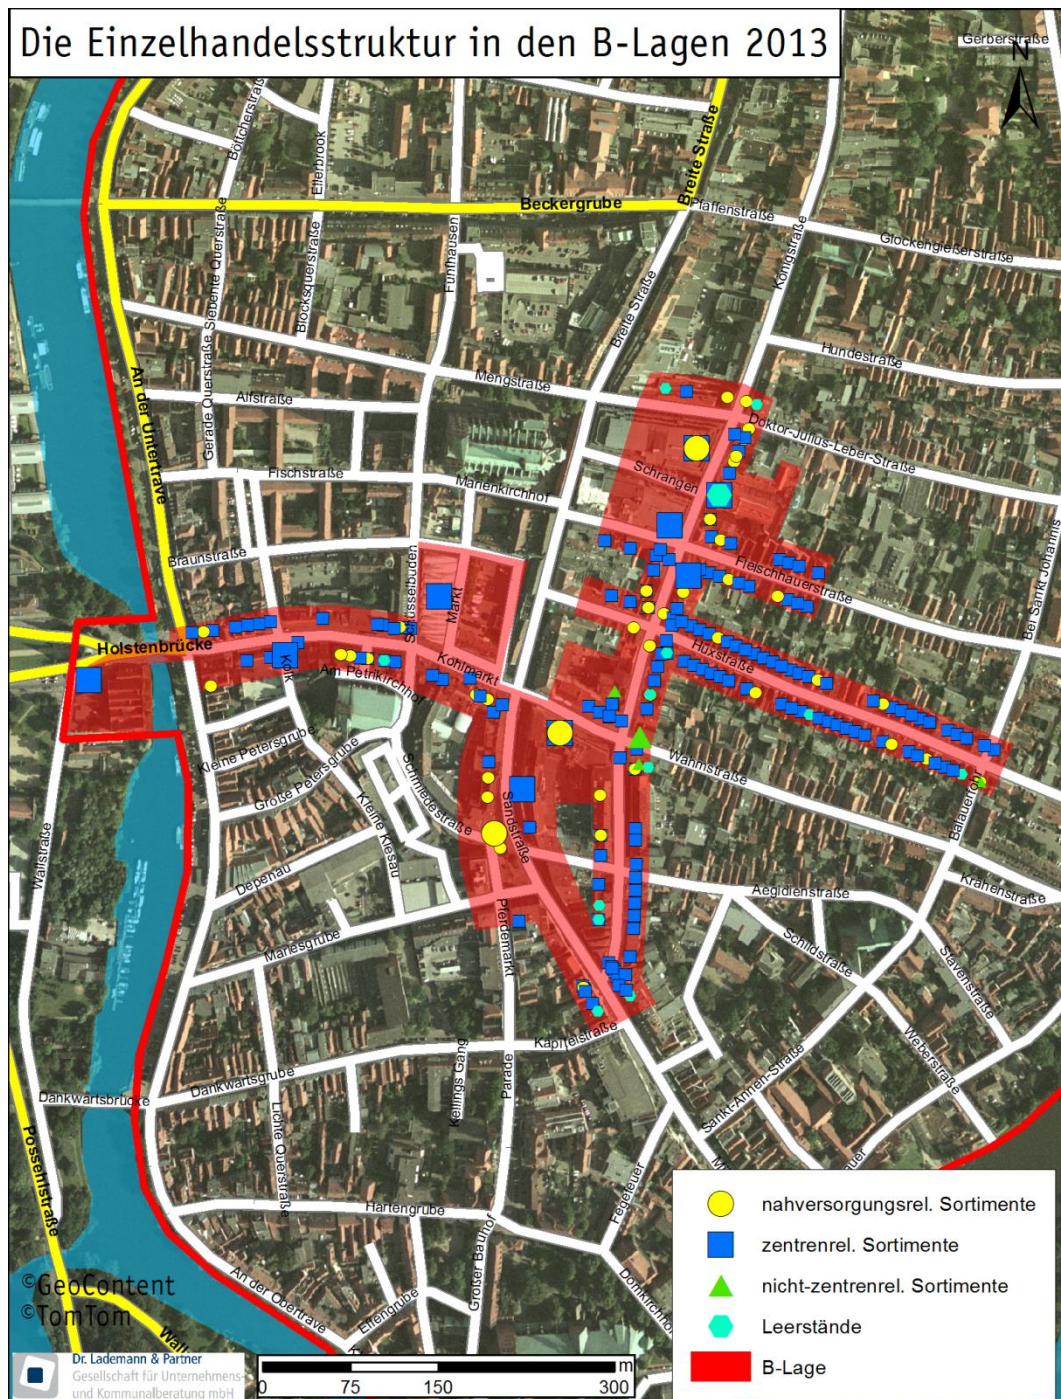 Die Einzelhandelsstruktur in den B-Lagen 2013
Gerberstraße
N
Böttcherstraße
Ellerbrook
Breite Straße
Beckergrube
Pfaffenstraße
Glockengießerstraße
Königstraße
Fünfhausen
Siebente Querstraße
Blocksquerstraße
Gerade Querstraße
Breite Straße
Hundestraße
An der Untertrave
Mengstraße
Alfstraße
Doktor-Julius-Leber-Straße
Schrangen
Fischstraße
Marienkirchhof
Braunstraße
Schüsselbuden
Markt
Fleischhauerstraße
Bei Sankt Johannis
Hüxstraße
Holstenbrücke
Kolk
Kohlmarkt
Am Petrikirchhof
Kleine Petersgrube
Große Petersgrube
Schmiedestraße
Kleine Kiesau
Sandstraße
Wahmstraße
Balauerfohr
Wallstraße
Depenau
Krähenstraße
Aegidienstraße
Marlesgrube
Pferdemarkt
Schildstraße
Stavenstraße
Kapitelstraße
Weberstraße
Dankwartsgrube
Dankwartsbrücke
Kellings Gang
Parade
Lichte Querstraße
Sankt-Annen-Straße
Possehlstraße
Fegefeuer
Hartengrube
Großer Bauhof
Domkirchhof
An der Obertrave
Effengrube
©GeoContent
©TomTom
nahversorgungsrel. Sortimente
zentrenrel. Sortimente
nicht-zentrenrel. Sortimente
Leerstände
B-Lage
Dr. Lademann & Partner
Gesellschaft für Unternehmens-
und Kommunalberatung mbH
m
0 75 150 300